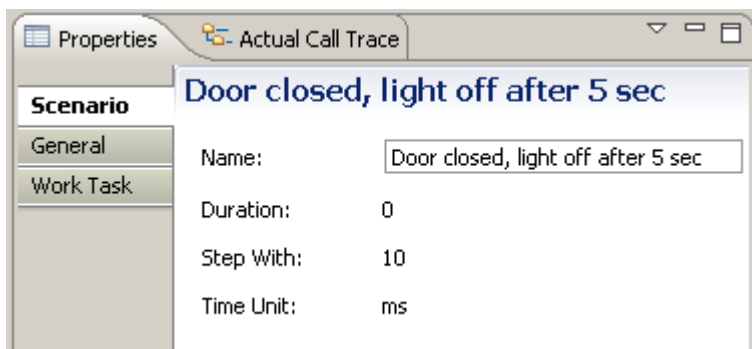 Properties Actual Call Trace
Scenario
General
Work Task
Door closed, light off after 5 sec
Name: Door closed, light off after 5 sec
Duration: 0
Step With: 10
Time Unit: ms